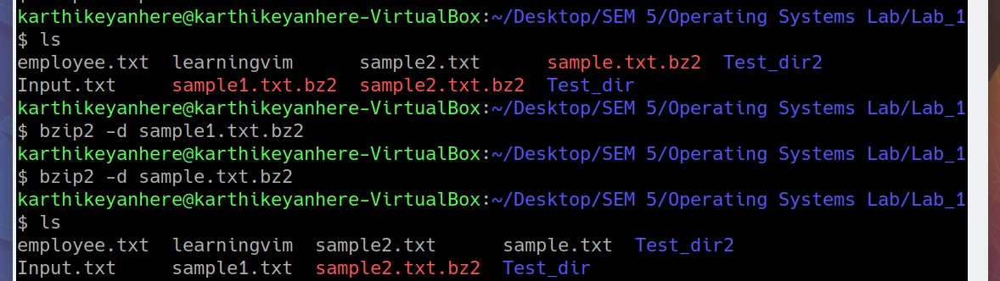 karthikeyanhere@karthikeyanhere-VirtualBox:~/Desktop/SEM 5/Operating Systems Lab/Lab_1
$ ls
employee.txt  learningvim      sample2.txt      sample.txt.bz2  Test_dir2
Input.txt     sample1.txt.bz2  sample2.txt.bz2  Test_dir
karthikeyanhere@karthikeyanhere-VirtualBox:~/Desktop/SEM 5/Operating Systems Lab/Lab_1
$ bzip2 -d sample1.txt.bz2
karthikeyanhere@karthikeyanhere-VirtualBox:~/Desktop/SEM 5/Operating Systems Lab/Lab_1
$ bzip2 -d sample.txt.bz2
karthikeyanhere@karthikeyanhere-VirtualBox:~/Desktop/SEM 5/Operating Systems Lab/Lab_1
$ ls
employee.txt  learningvim  sample2.txt      sample.txt  Test_dir2
Input.txt     sample1.txt  sample2.txt.bz2  Test_dir